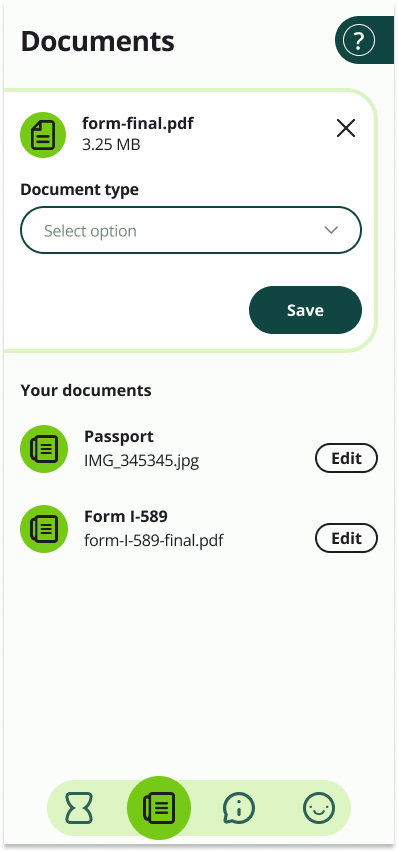 Documents
?
form-final.pdf
3.25 MB
Document type
Select option
Save
Your documents
Passport
IMG_345345.jpg
Edit
Form I-589
form-I-589-final.pdf
Edit